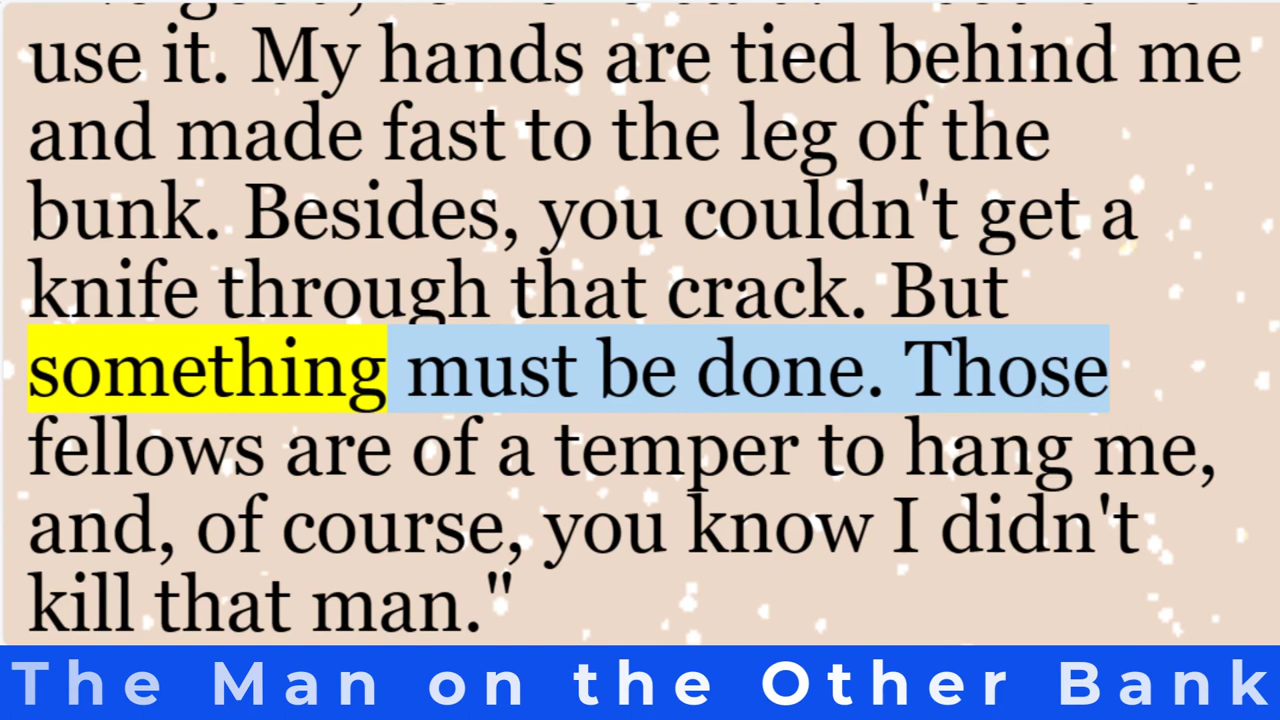 use it. My hands are tied behind me
and made fast to the leg of the
bunk. Besides, you couldn't get a
knife through that crack. But
something must be done. Those
fellows are of a temper to hang me,
and, of course, you know I didn't
kill that man."
The Man on the Other Bank